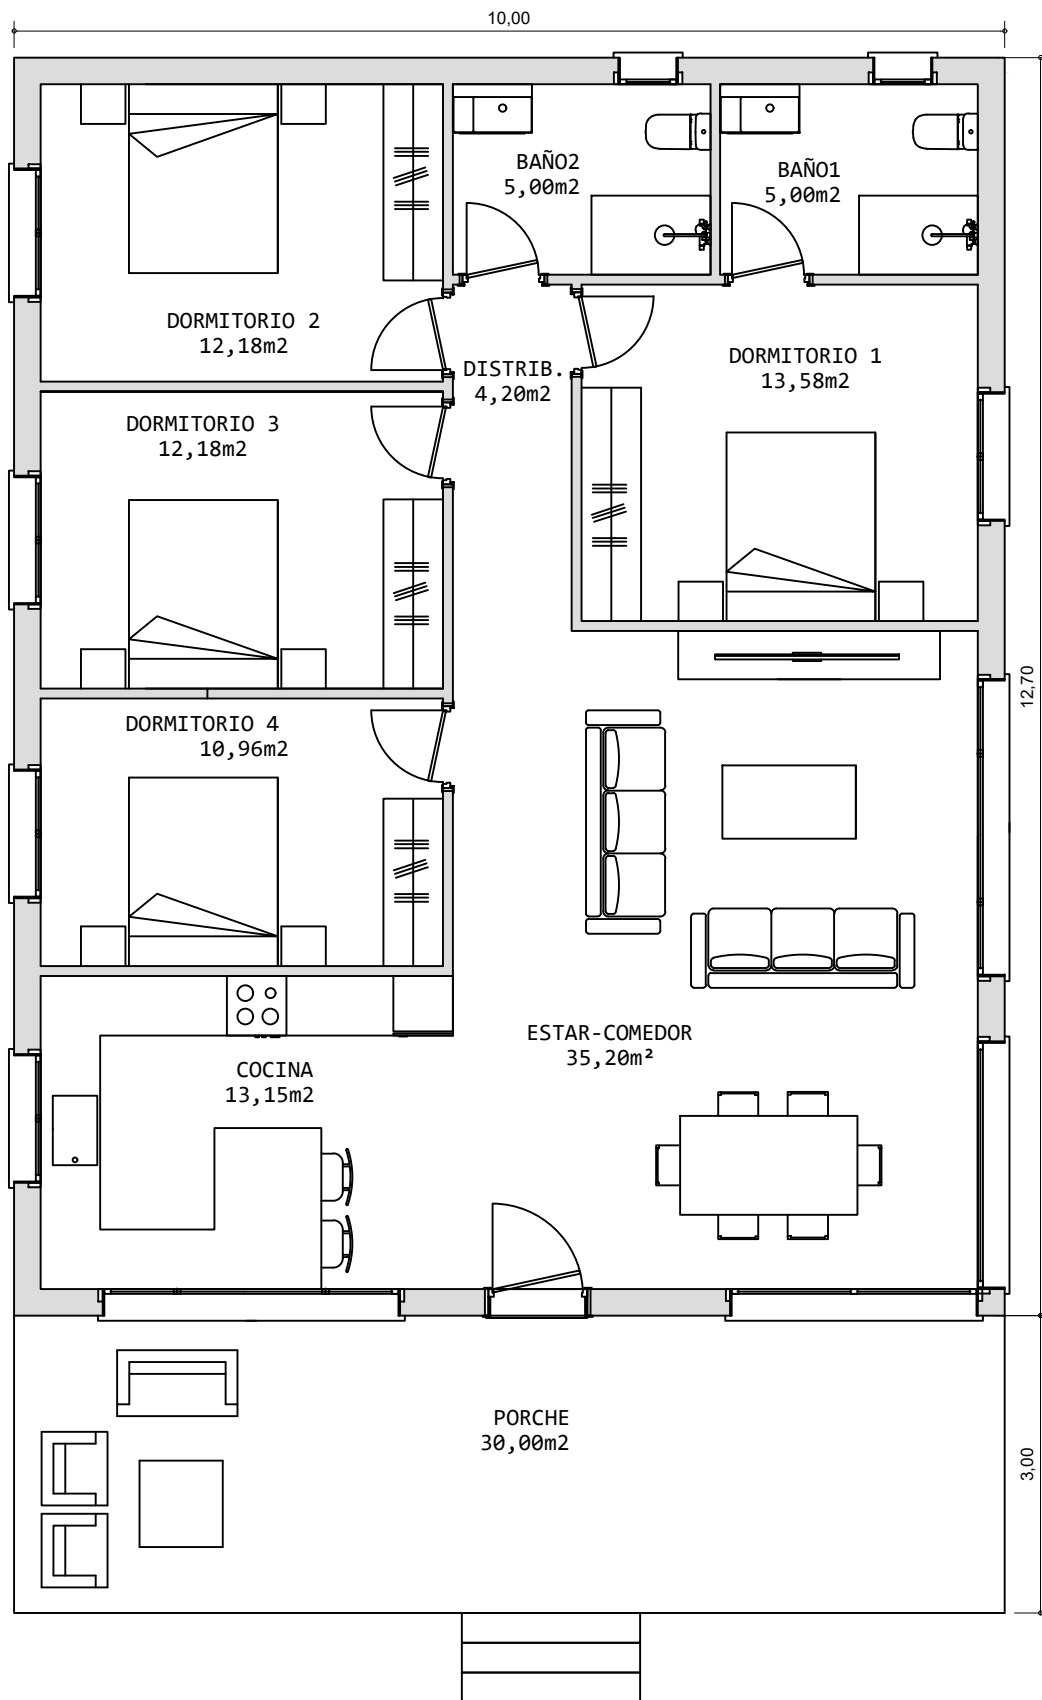 10,00
BAÑO2
5,00m2
BAÑO1
5,00m2
DORMITORIO 2
12,18m2
DISTRIB.
4,20m2
DORMITORIO 1
13,58m2
DORMITORIO 3
12,18m2
12,70
DORMITORIO 4
10,96m2
ESTAR-COMEDOR
35,20m²
COCINA
13,15m2
PORCHE
30,00m2
3,00